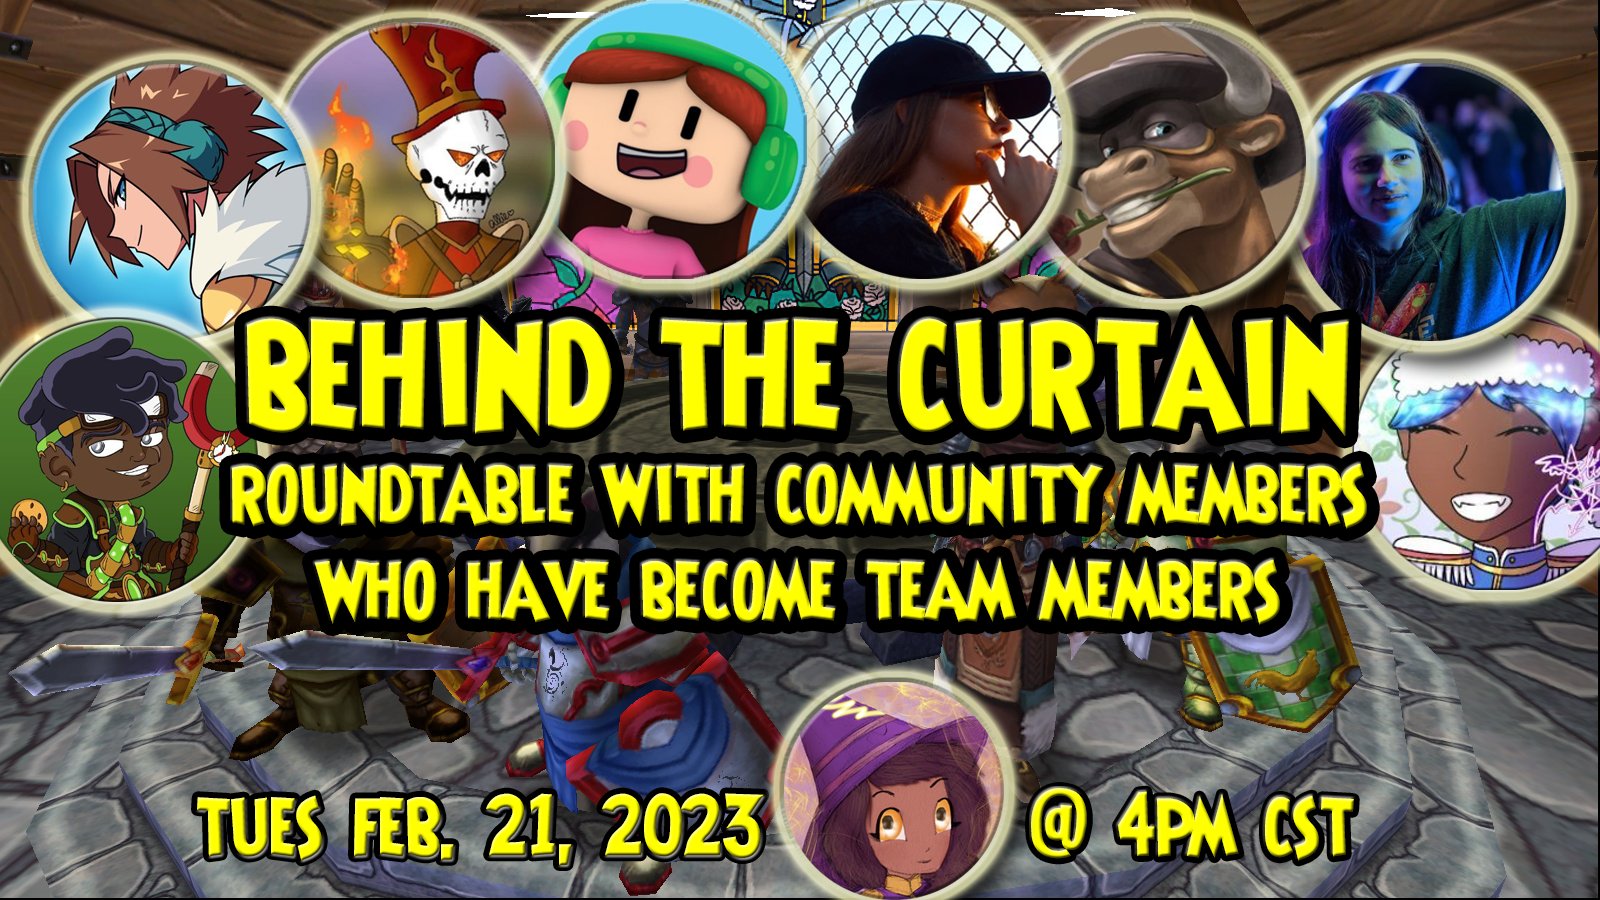 BEHIND THE CURTAIN
ROUNDTABLE WITH COMMUNITY MEMBERS
WHO HAVE BECOME TEAM MEMBERS
TUES FEB. 21, 2023 @ 4PM CST